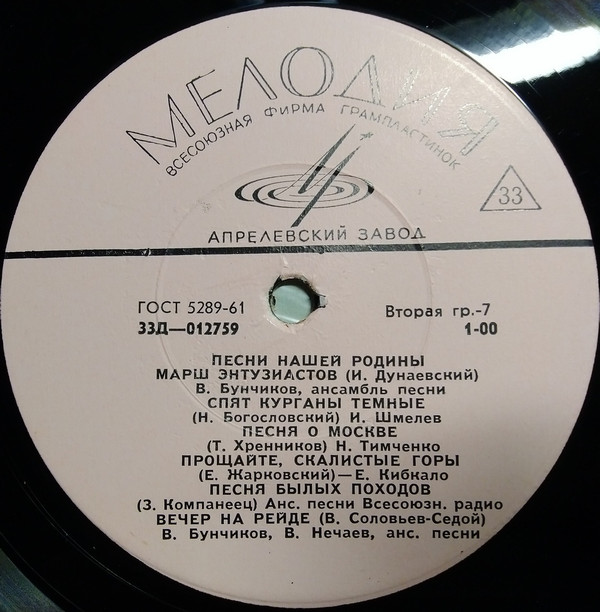 МЕЛОДИЯ
ВСЕСОЮЗНАЯ ФИРМА ГРАМПЛАСТИНОК
33
АПРЕЛЕВСКИЙ ЗАВОД
ГОСТ 5289-61 Вторая гр.-7
33Д—012759 1-00
ПЕСНИ НАШЕЙ РОДИНЫ
МАРШ ЭНТУЗИАСТОВ (И. Дунаевский)
В. Бунчиков, ансамбль песни
СПЯТ КУРГАНЫ ТЕМНЫЕ
(Н. Богословский) И. Шмелев
ПЕСНЯ О МОСКВЕ
(Т. Хренников) Н. Тимченко
ПРОЩАЙТЕ, СКАЛИСТЫЕ ГОРЫ
(Е. Жарковский)—Е. Кибкало
ПЕСНЯ БЫЛЫХ ПОХОДОВ
(З. Компанеец) Анс. песни Всесоюзн. радио
ВЕЧЕР НА РЕЙДЕ (В. Соловьев-Седой)
В. Бунчиков, В. Нечаев, анс. песни